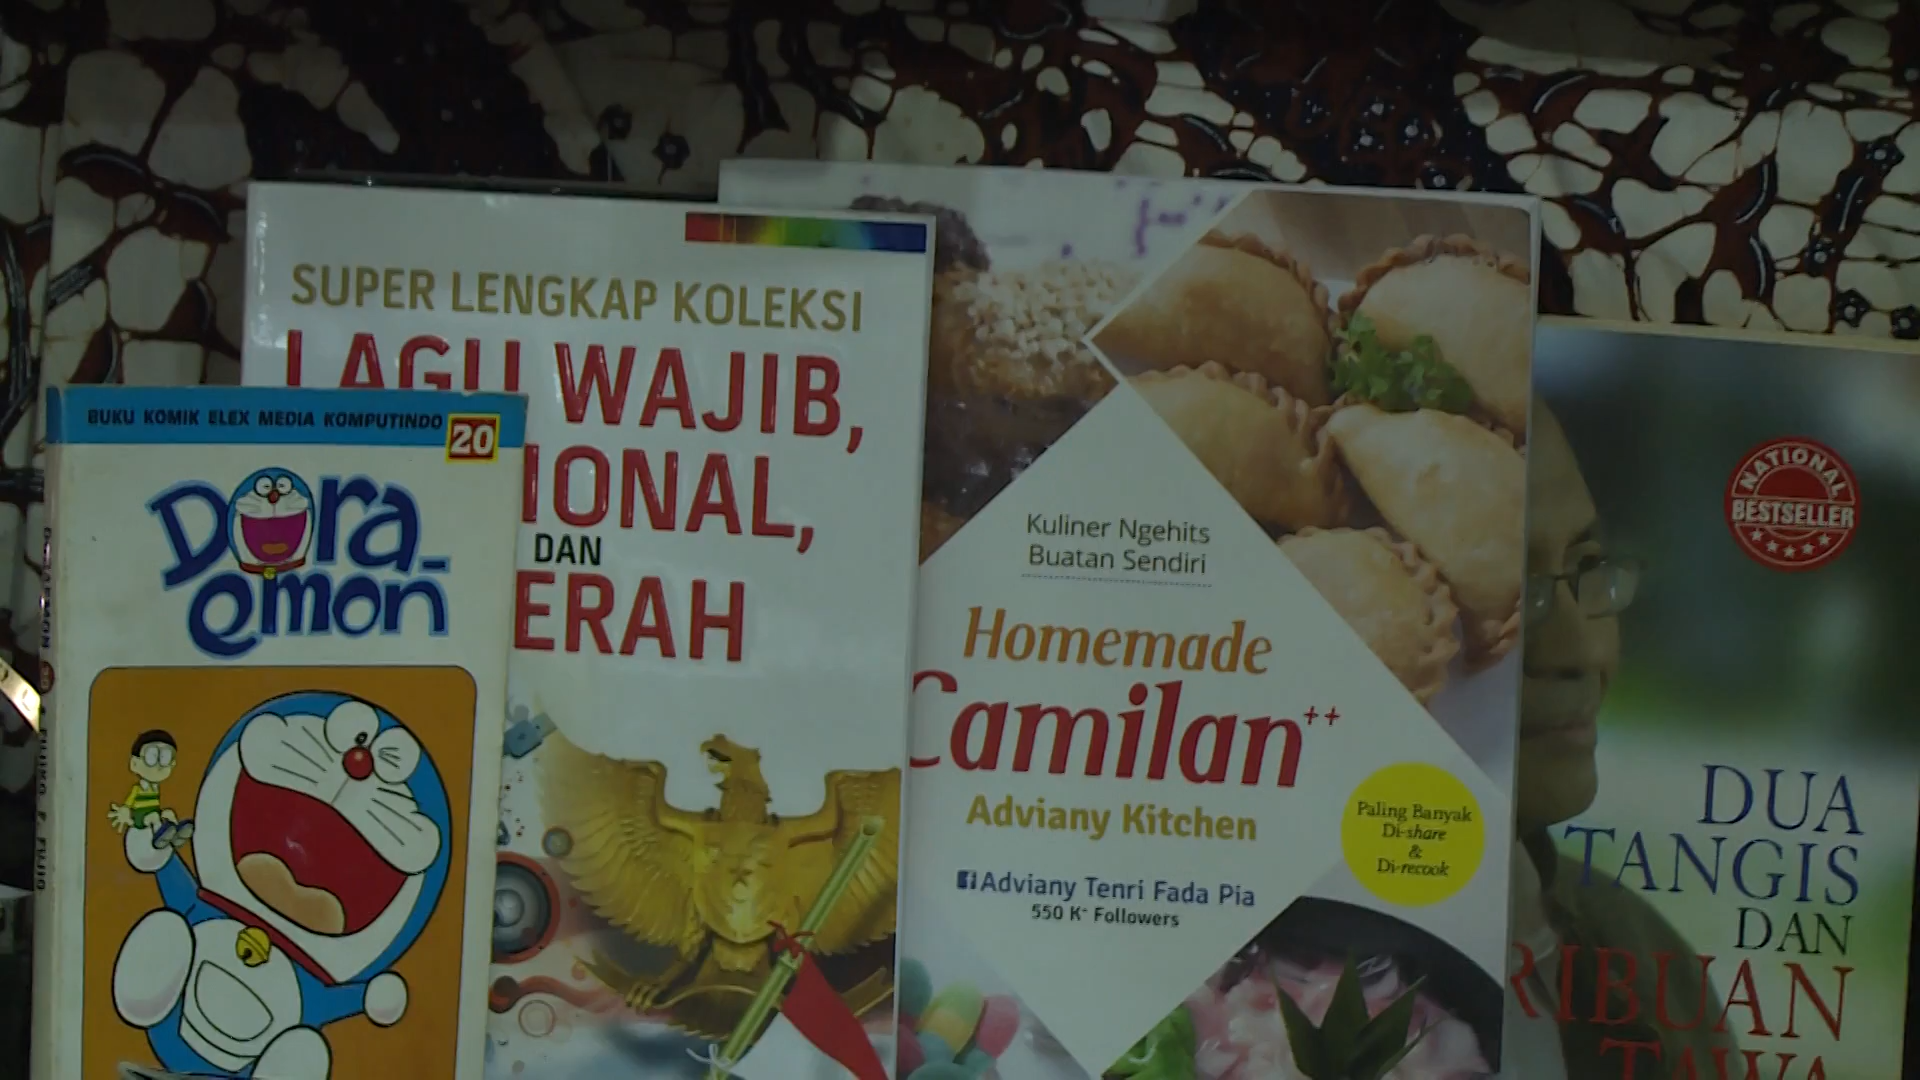 BUKU KOMIK ELEX MEDIA KOMPUTINDO
20
Dora-
emon
SUPER LENGKAP KOLEKSI
LAGU WAJIB,
IONAL,
DAN
ERAH
Kuliner Ngehits
Buatan Sendiri
Homemade
Camilan++
Adviany Kitchen
Adviany Tenri Fada Pia
550 K+ Followers
Paling Banyak
Di-share
&
Di-recook
NATIONAL
BESTSELLER
DUA
TANGIS
DAN
RIBUAN
TAWA